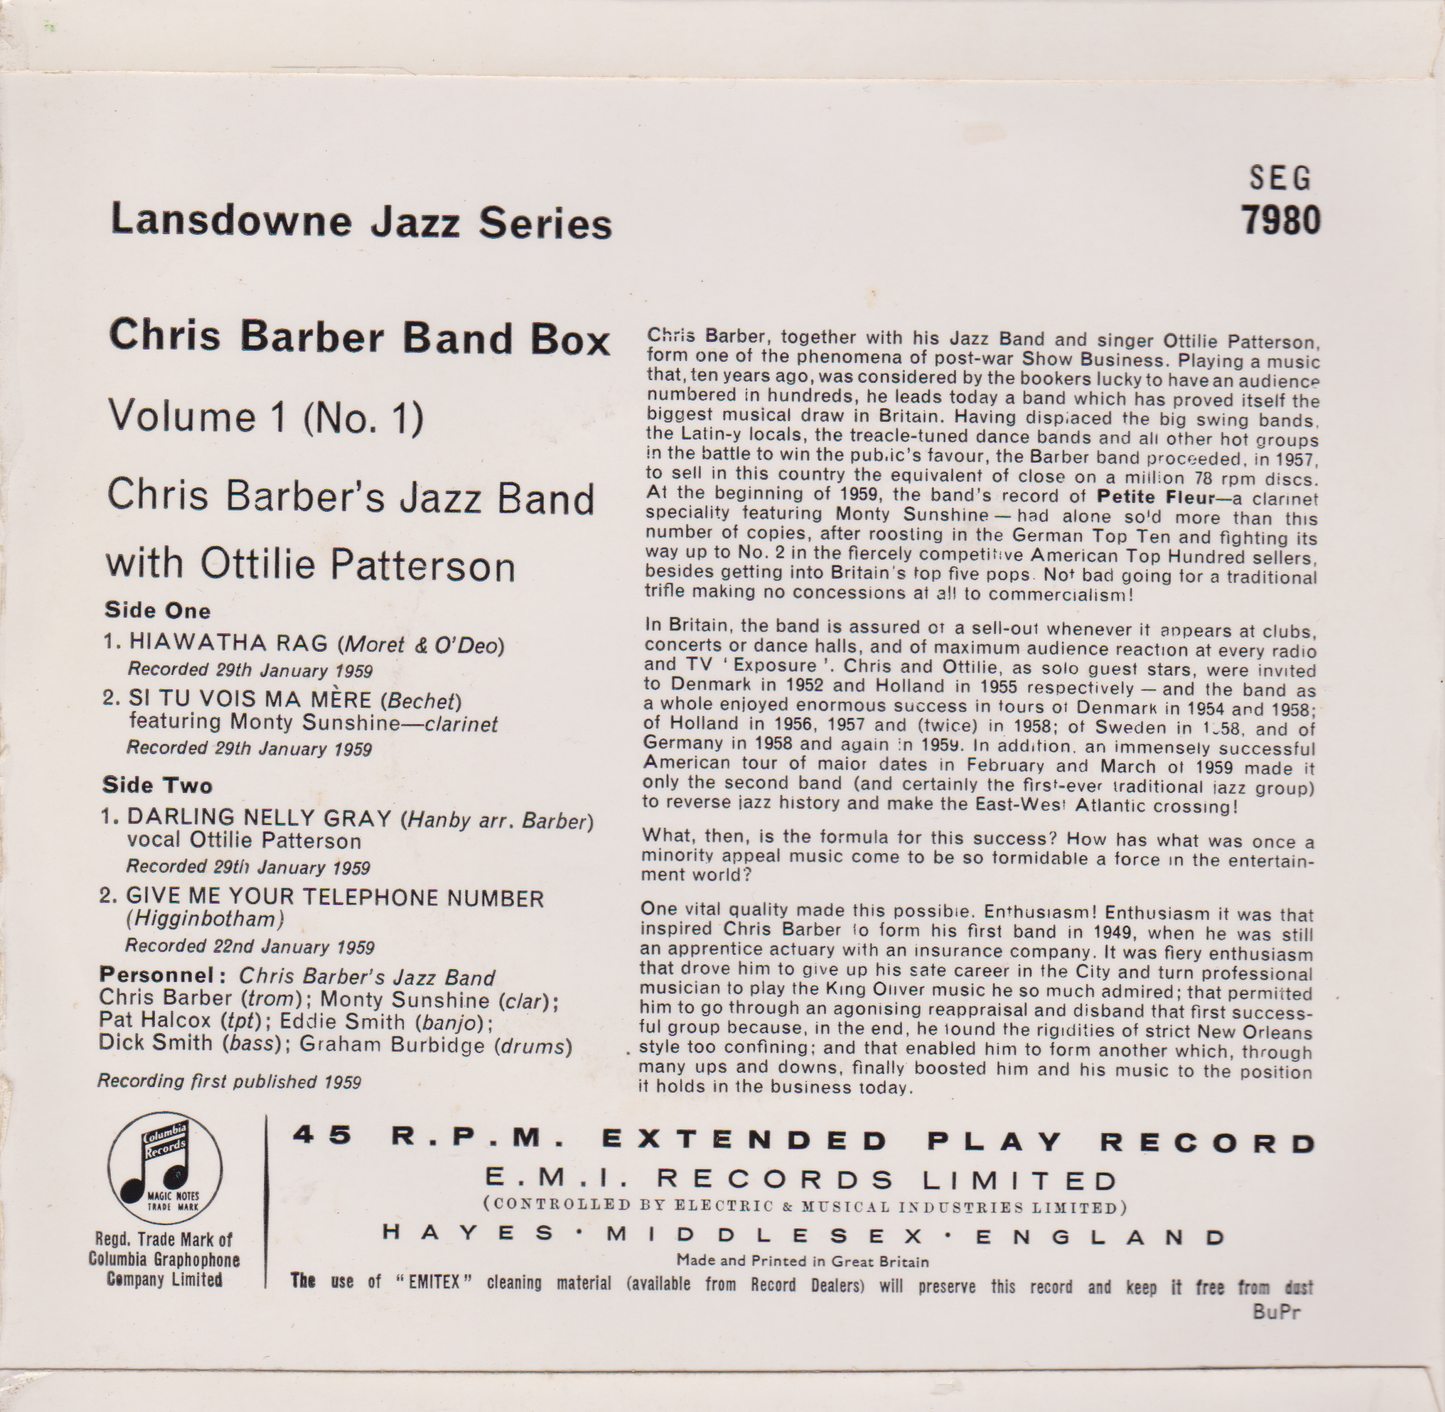 SEG
7980
Lansdowne Jazz Series
Chris Barber Band Box
Volume 1 (No. 1)
Chris Barber's Jazz Band
with Ottilie Patterson
Side One
1. HIAWATHA RAG (Moret & O'Deo)
Recorded 29th January 1959
2. SI TU VOIS MA MÈRE (Bechet)
featuring Monty Sunshine—clarinet
Recorded 29th January 1959
Side Two
1. DARLING NELLY GRAY (Hanby arr. Barber)
vocal Ottilie Patterson
Recorded 29th January 1959
2. GIVE ME YOUR TELEPHONE NUMBER
(Higginbotham)
Recorded 22nd January 1959
Personnel: Chris Barber's Jazz Band
Chris Barber (trom); Monty Sunshine (clar);
Pat Halcox (tpt); Eddie Smith (banjo);
Dick Smith (bass); Graham Burbidge (drums)
Recording first published 1959
Chris Barber, together with his Jazz Band and singer Ottilie Patterson,
form one of the phenomena of post-war Show Business. Playing a music
that, ten years ago, was considered by the bookers lucky to have an audience
numbered in hundreds, he leads today a band which has proved itself the
biggest musical draw in Britain. Having displaced the big swing bands,
the Latin-y locals, the treacle-tuned dance bands and all other hot groups
in the battle to win the public's favour, the Barber band proceeded, in 1957,
to sell in this country the equivalent of close on a million 78 rpm discs.
At the beginning of 1959, the band's record of Petite Fleur—a clarinet
speciality featuring Monty Sunshine — had alone sold more than this
number of copies, after roosting in the German Top Ten and fighting its
way up to No. 2 in the fiercely competitive American Top Hundred sellers,
besides getting into Britain's top five pops. Not bad going for a traditional
trifle making no concessions at all to commercialism!
In Britain, the band is assured of a sell-out whenever it appears at clubs,
concerts or dance halls, and of maximum audience reaction at every radio
and TV ' Exposure '. Chris and Ottilie, as solo guest stars, were invited
to Denmark in 1952 and Holland in 1955 respectively — and the band as
a whole enjoyed enormous success in tours of Denmark in 1954 and 1958;
of Holland in 1956, 1957 and (twice) in 1958; of Sweden in 1958, and of
Germany in 1958 and again in 1959. In addition, an immensely successful
American tour of major dates in February and March of 1959 made it
only the second band (and certainly the first-ever traditional jazz group)
to reverse jazz history and make the East-West Atlantic crossing!
What, then, is the formula for this success? How has what was once a
minority appeal music come to be so formidable a force in the entertain-
ment world?
One vital quality made this possible. Enthusiasm! Enthusiasm it was that
inspired Chris Barber to form his first band in 1949, when he was still
an apprentice actuary with an insurance company. It was fiery enthusiasm
that drove him to give up his safe career in the City and turn professional
musician to play the King Oliver music he so much admired; that permitted
him to go through an agonising reappraisal and disband that first success-
ful group because, in the end, he found the rigidities of strict New Orleans
style too confining; and that enabled him to form another which, through
many ups and downs, finally boosted him and his music to the position
it holds in the business today.
Columbia
Records
MAGIC NOTES
TRADE MARK
Regd. Trade Mark of
Columbia Graphophone
Company Limited
45 R.P.M. EXTENDED PLAY RECORD
E.M.I. RECORDS LIMITED
(CONTROLLED BY ELECTRIC & MUSICAL INDUSTRIES LIMITED)
HAYES · MIDDLESEX · ENGLAND
Made and Printed in Great Britain
The use of "EMITEX" cleaning material (available from Record Dealers) will preserve this record and keep it free from dust
BuPr